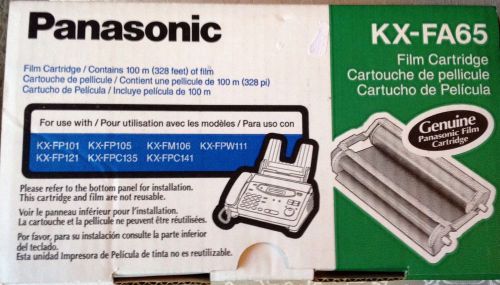 Panasonic
Film Cartridge / Contains 100 m (328 feet) of film
Cartouche de pellicule / Contient une pellicule de 100 m (328 pi)
Cartucho de Película / Incluye película de 100 m
For use with / Pour utilisation avec les modèles / Para uso con
KX-FP101 KX-FP105 KX-FM106 KX-FPW111
KX-FP121 KX-FPC135 KX-FPC141
Please refer to the bottom panel for installation.
This cartridge and film are not reusable.
Voir le panneau inférieur pour l'installation.
La cartouche et la pellicule ne peuvent être réutilisées.
Por favor, para su instalación consulte la parte inferior
del teclado.
Esta unidad Impresora de Película de tinta no es reutilizable.
KX-FA65
Film Cartridge
Cartouche de pellicule
Cartucho de Película
Genuine
Panasonic Film
Cartridge